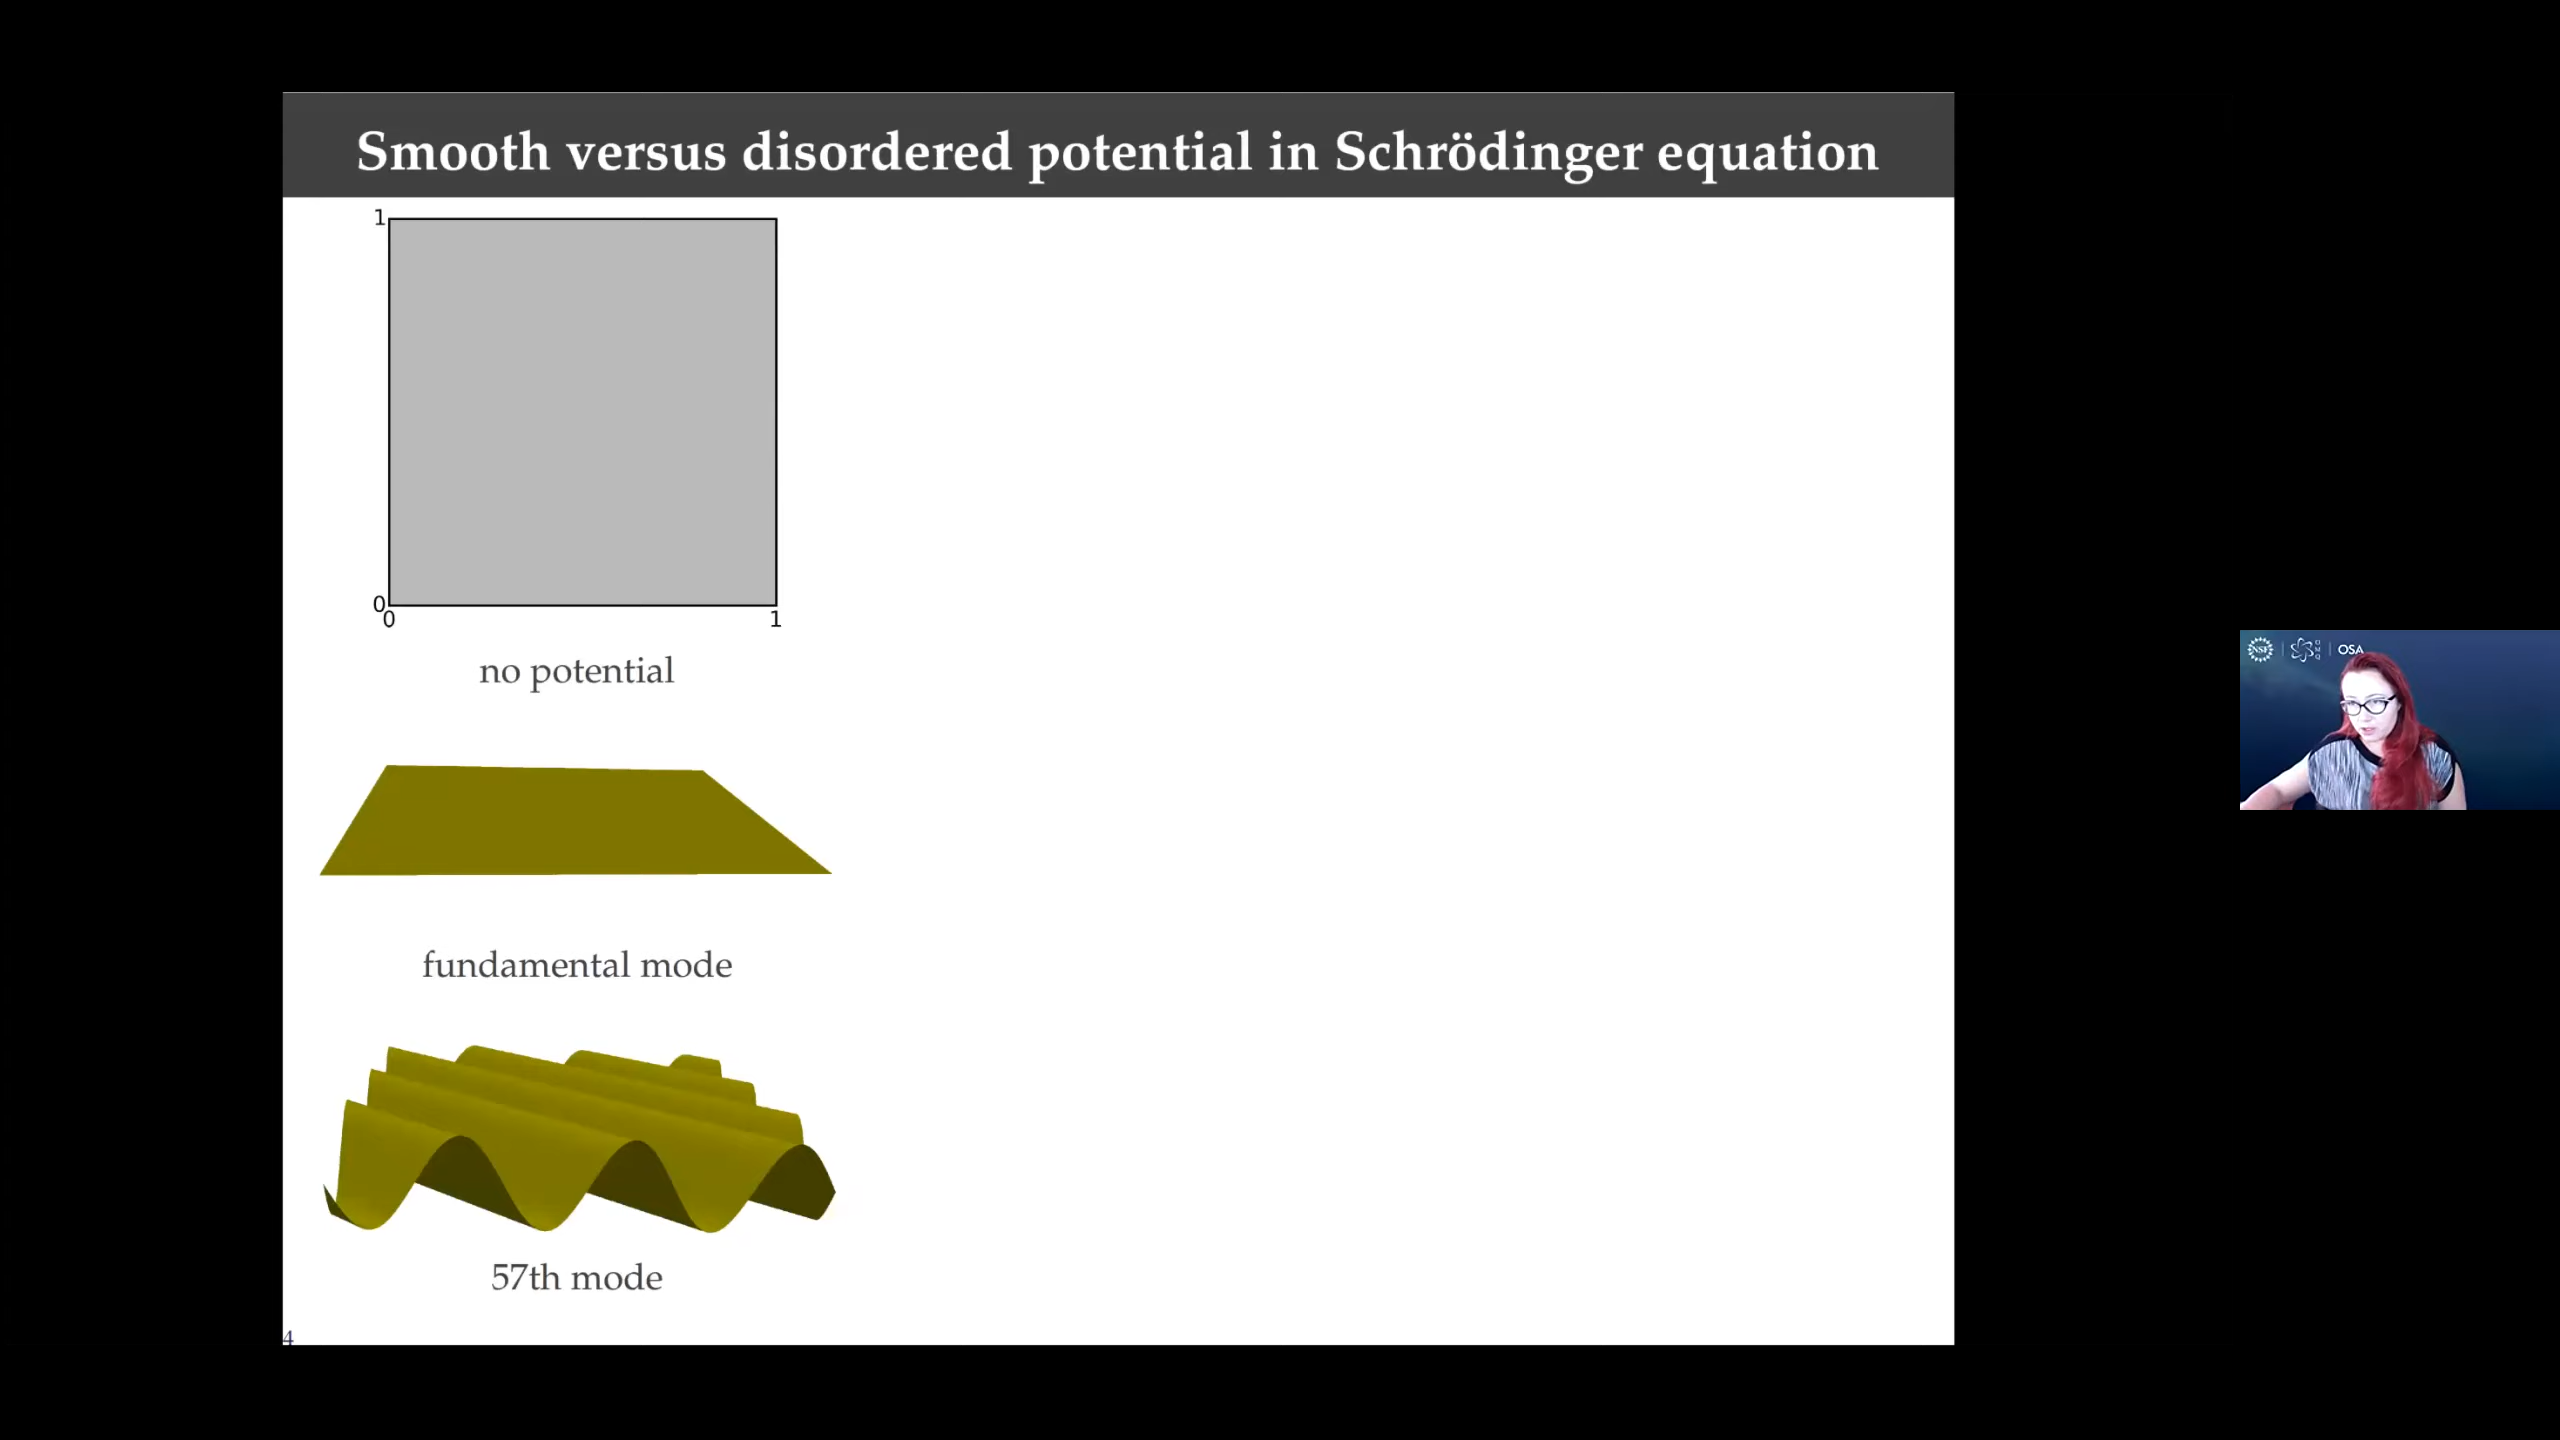 Smooth versus disordered potential in Schrödinger equation
1
0
0 1
no potential
fundamental mode
57th mode
4
NSF OSA